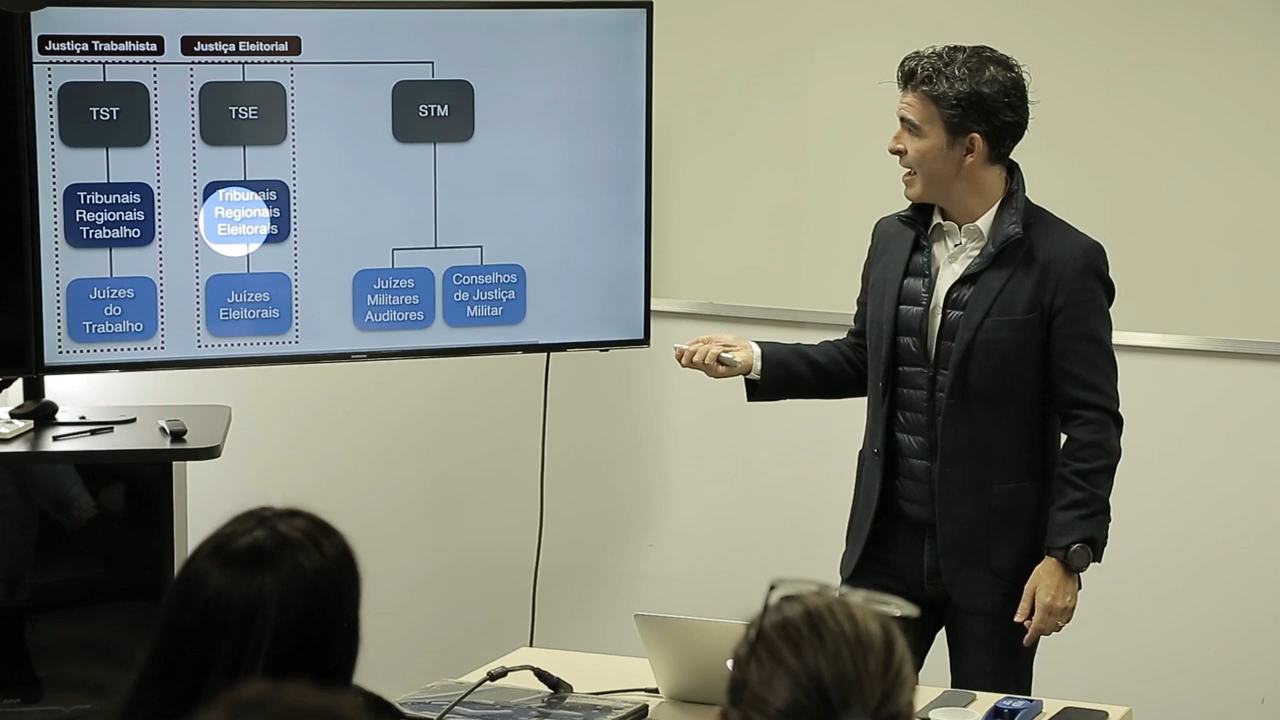 Justiça Trabalhista
Justiça Eleitorial
TST
TSE
STM
Tribunais
Regionais
Trabalho
Tribunais
Regionais
Eleitorais
Juízes
do
Trabalho
Juízes
Eleitorais
Juízes
Militares
Auditores
Conselhos
de Justiça
Militar
SAMSUNG